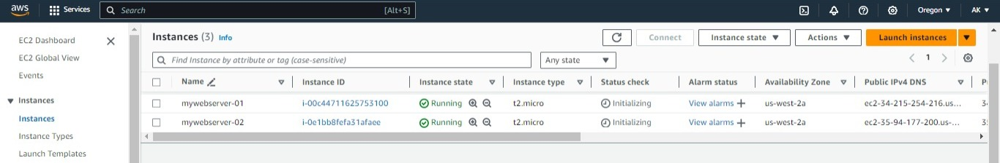 aws Services Search [Alt+S] Oregon AK
EC2 Dashboard
EC2 Global View
Events
Instances
Instances
Instance Types
Launch Templates
Instances (3) Info Connect Instance state Actions Launch instances
Find Instance by attribute or tag (case-sensitive) Any state 1
Name Instance ID Instance state Instance type Status check Alarm status Availability Zone Public IPv4 DNS
mywebserver-01 i-00c44711625753100 Running t2.micro Initializing View alarms us-west-2a ec2-34-215-254-216.us...
mywebserver-02 i-0e1bb8fefa31afaee Running t2.micro Initializing View alarms us-west-2a ec2-35-94-177-200.us-...